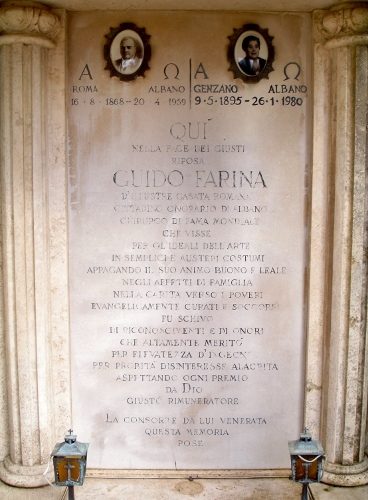 Α Ω Α Ω
ROMA ALBANO GENZANO ALBANO
16-8-1868-20 4-1959 9-5-1895-26-1-1980
QUI
NELLA PACE DEI GIUSTI
RIPOSA
GUIDO FARINA
D'ILLUSTRE CASATA ROMANA
CITTADINO ONORARIO DI ALBANO
CHIRURGO DI FAMA MONDIALE
CHE VISSE
PER GL'IDEALI DELL'ARTE
IN SEMPLICI E AUSTERI COSTUMI
APPAGANDO IL SUO ANIMO BUONO E LEALE
NEGLI AFFETTI DI FAMIGLIA
NELLA CARITÀ VERSO I POVERI
EVANGELICAMENTE CURATI E SOCCORSI
FU SCHIVO
DI RICONOSCIMENTI E DI ONORI
CHE ALTAMENTE MERITÒ
PER ELEVATEZZA D'INGEGNO
PER PROBITÀ DISINTERESSE ALACRITÀ
ASPETTANDO OGNI PREMIO
DA DIO
GIUSTO RIMUNERATORE
LA CONSORTE DA LUI VENERATA
QUESTA MEMORIA
POSE